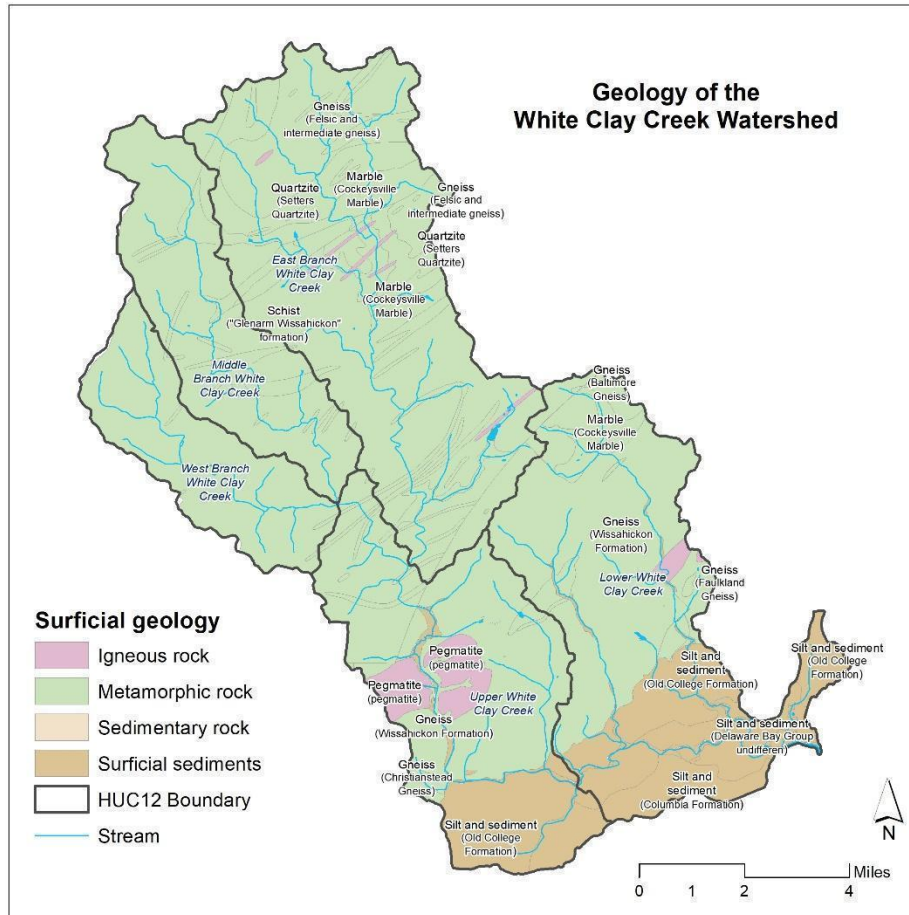 Geology of the
White Clay Creek Watershed
Gneiss
(Felsic and
intermediate gneiss)
Marble
(Cockeysville
Marble)
Quartzite
(Setters
Quartzite)
Gneiss
(Felsic and
intermediate gneiss)
Quartzite
(Setters
Quartzite)
East Branch
White Clay
Creek
Marble
(Cockeysville
Marble)
Schist
("Glenarm Wissahickon"
formation)
Middle
Branch White
Clay Creek
Gneiss
(Baltimore
Gneiss)
Marble
(Cockeysville
Marble)
West Branch
White Clay
Creek
Gneiss
(Wissahickon
Formation)
Lower White
Clay Creek
Gneiss
(Faulkland
Gneiss)
Pegmatite
(pegmatite)
Pegmatite
(pegmatite)
Upper White
Clay Creek
Gneiss
(Wissahickon Formation)
Gneiss
(Christianstead
Gneiss)
Silt and
sediment
(Old College Formation)
Silt and sediment
(Old College
Formation)
Silt and sediment
(Delaware Bay Group
undifferen)
Silt and
sediment
(Columbia Formation)
Silt and sediment
(Old College
Formation)
Surficial geology
Igneous rock
Metamorphic rock
Sedimentary rock
Surficial sediments
HUC12 Boundary
Stream
N
Miles
0 1 2 4